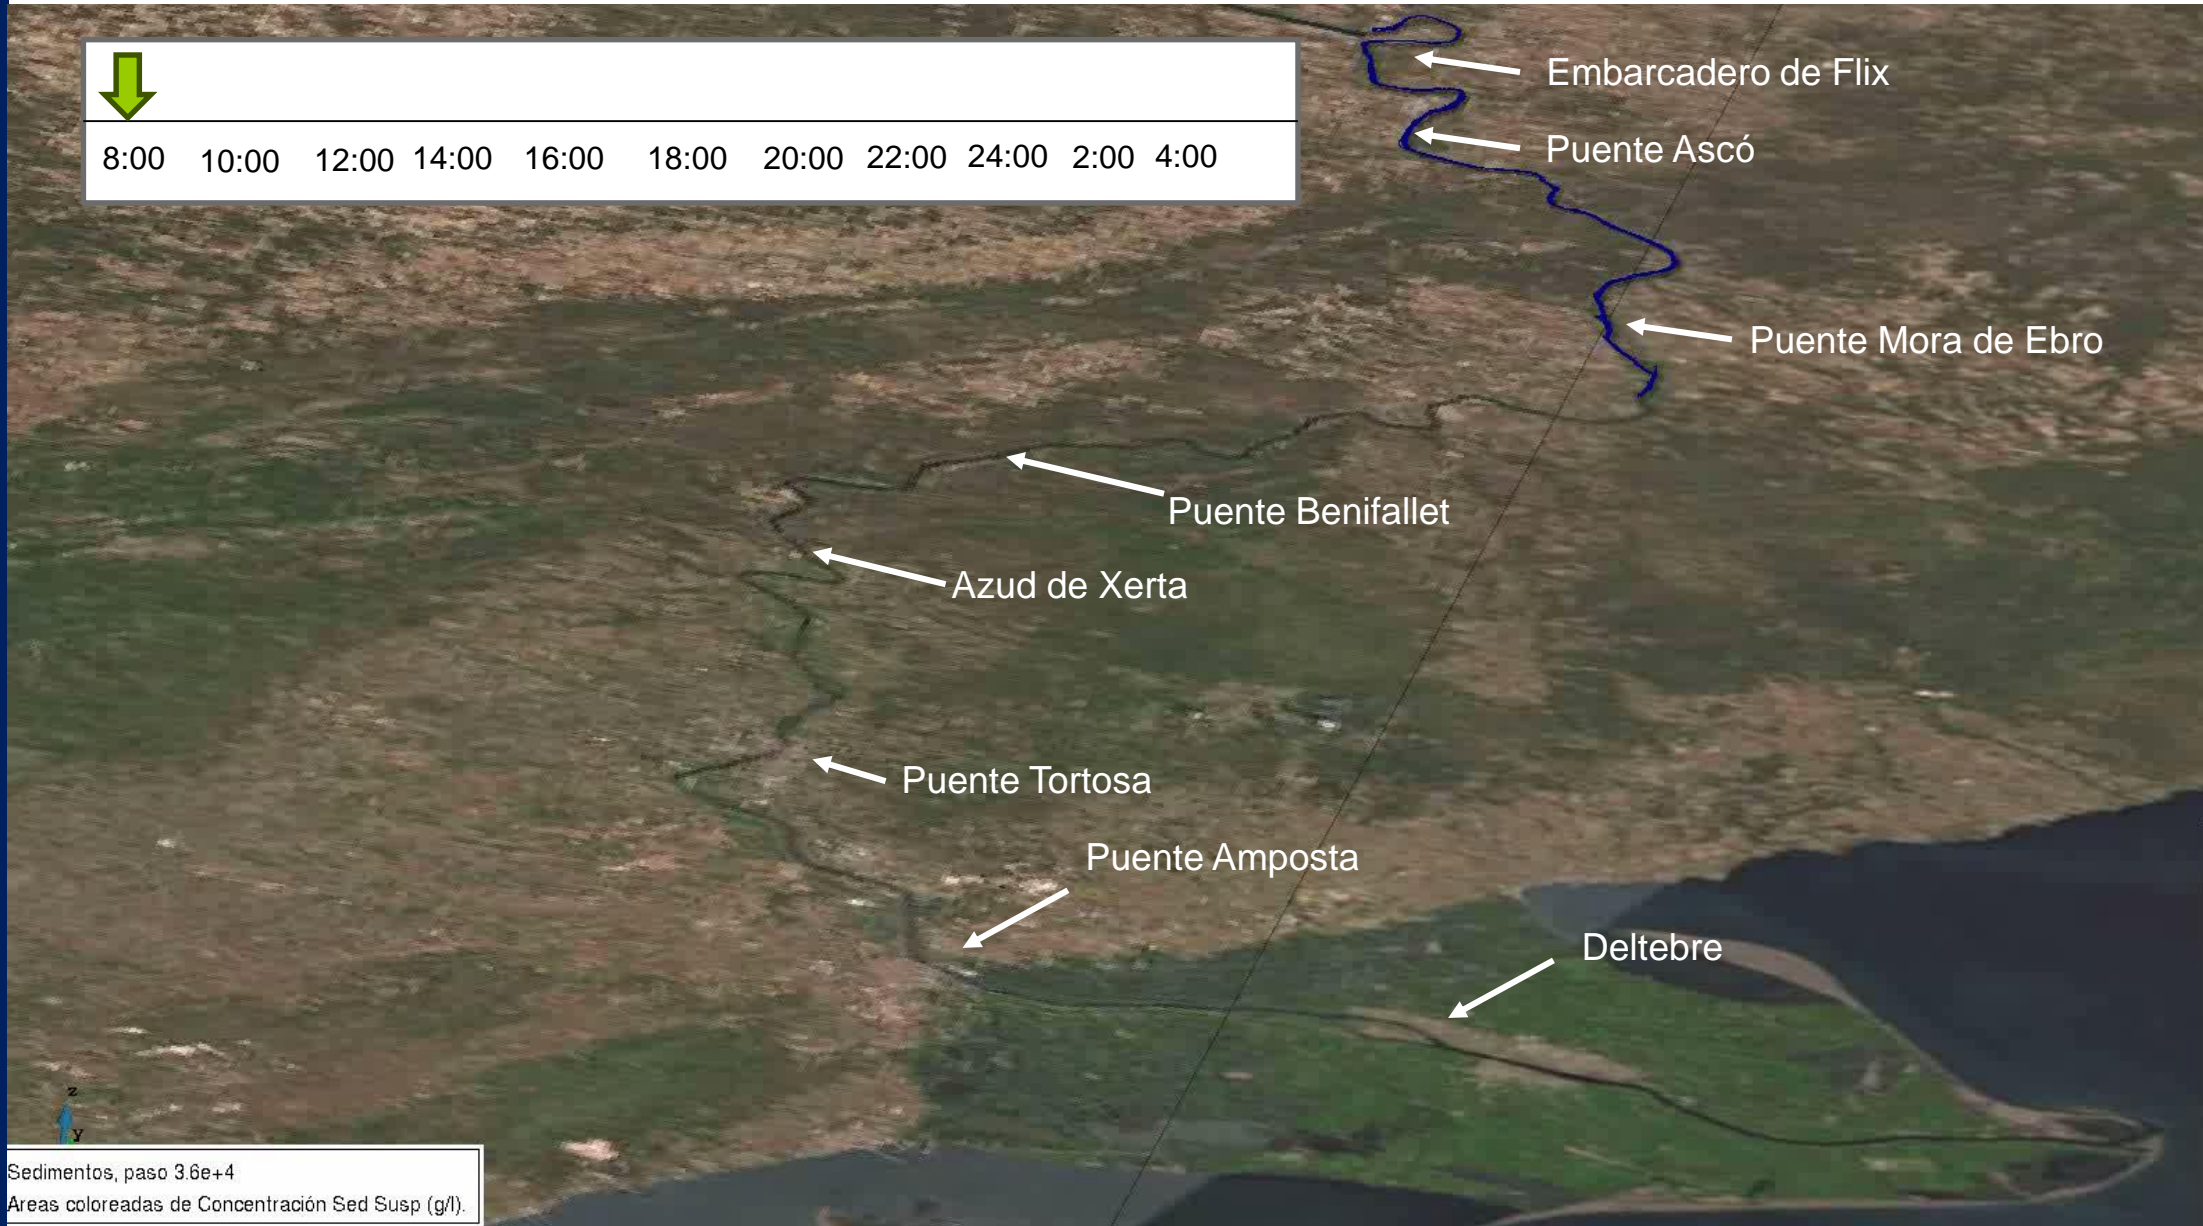 8:00 10:00 12:00 14:00 16:00 18:00 20:00 22:00 24:00 2:00 4:00
Embarcadero de Flix
Puente Ascó
Puente Mora de Ebro
Puente Benifallet
Azud de Xerta
Puente Tortosa
Puente Amposta
Deltebre
z
y
Sedimentos, paso 3.6e+4
Areas coloreadas de Concentración Sed Susp (g/l).